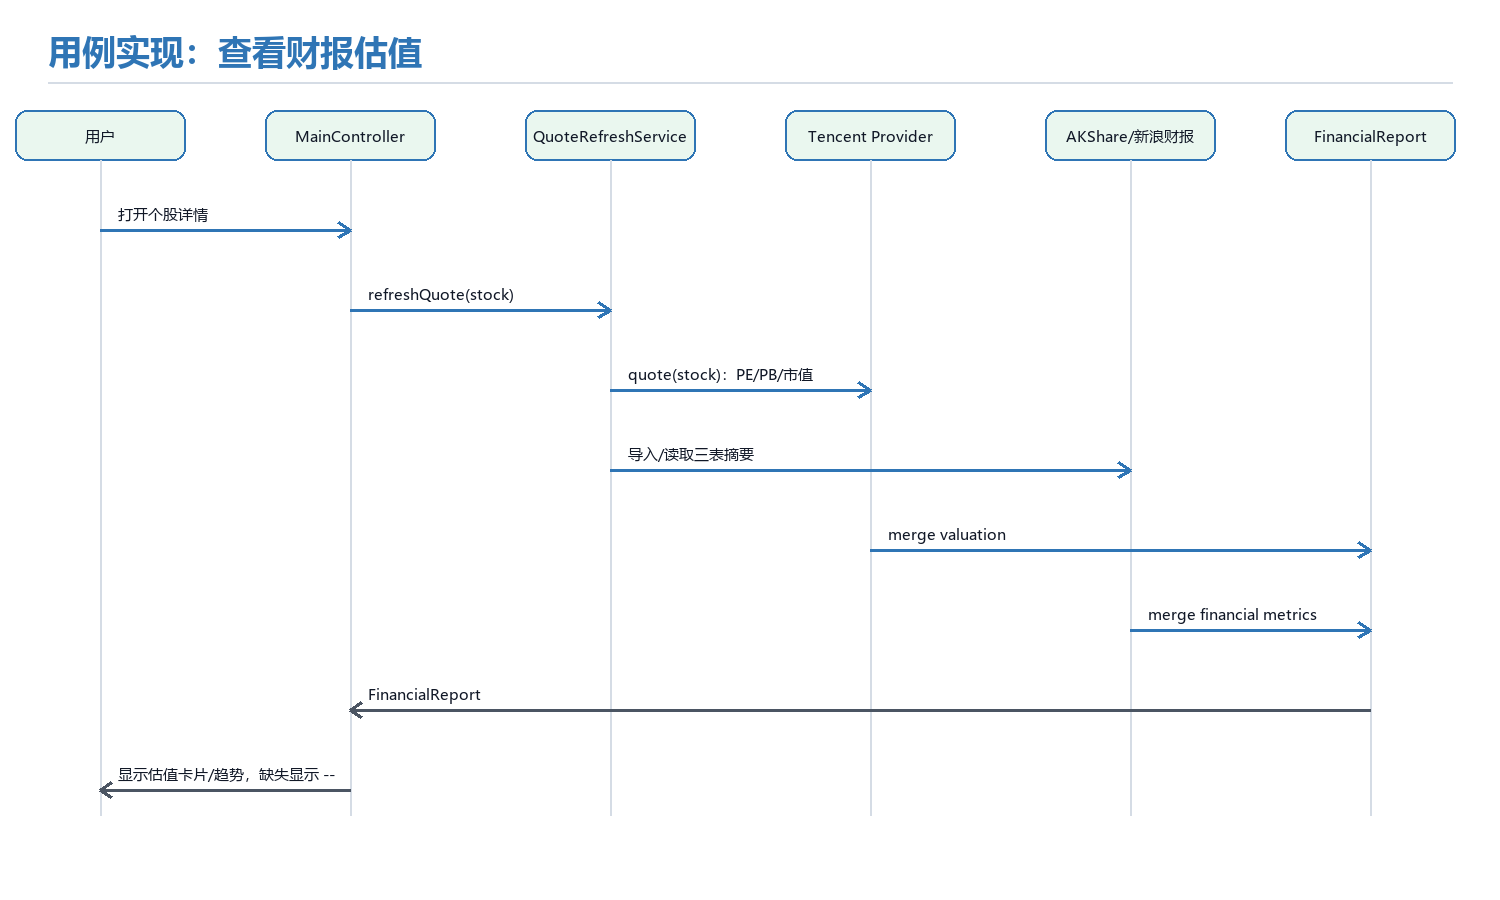 用例实现：查看财报估值
用户
MainController
QuoteRefreshService
Tencent Provider
AKShare/新浪财报
FinancialReport
打开个股详情
refreshQuote(stock)
quote(stock)：PE/PB/市值
导入/读取三表摘要
merge valuation
merge financial metrics
FinancialReport
显示估值卡片/趋势，缺失显示 --